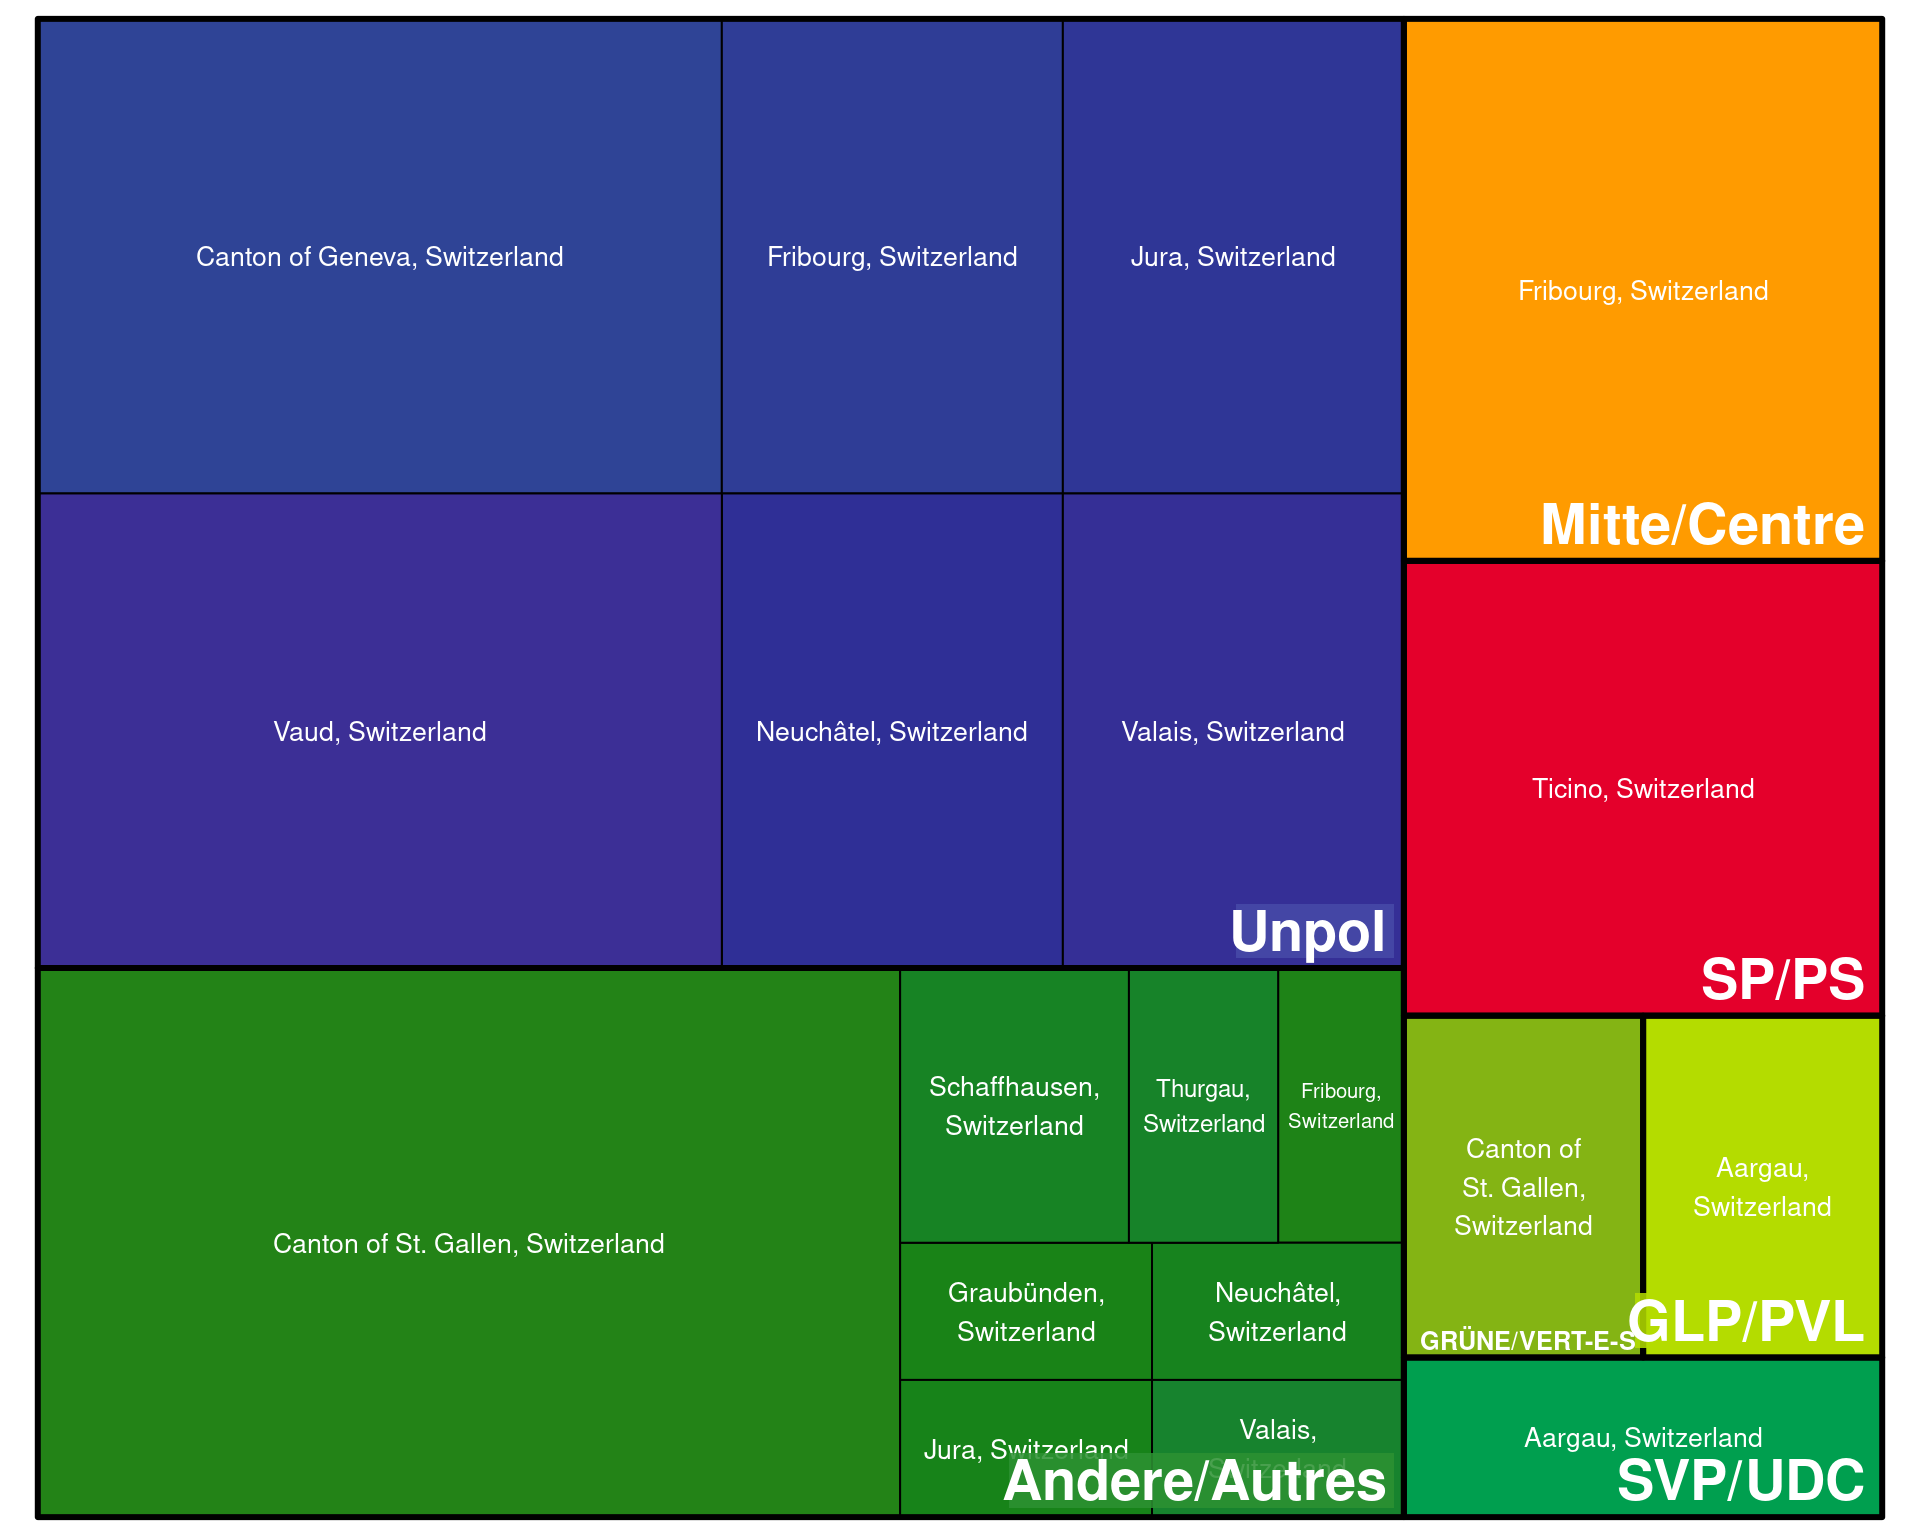 Canton of Geneva, Switzerland
Fribourg, Switzerland
Jura, Switzerland
Vaud, Switzerland
Neuchâtel, Switzerland
Valais, Switzerland
Unpol
Canton of St. Gallen, Switzerland
Schaffhausen,
Switzerland
Thurgau,
Switzerland
Fribourg,
Switzerland
Graubünden,
Switzerland
Neuchâtel,
Switzerland
Jura, Switzerland
Valais,
Switzerland
Andere/Autres
Fribourg, Switzerland
Mitte/Centre
Ticino, Switzerland
SP/PS
Canton of
St. Gallen,
Switzerland
GRÜNE/VERT-E-S
Aargau,
Switzerland
GLP/PVL
Aargau, Switzerland
SVP/UDC